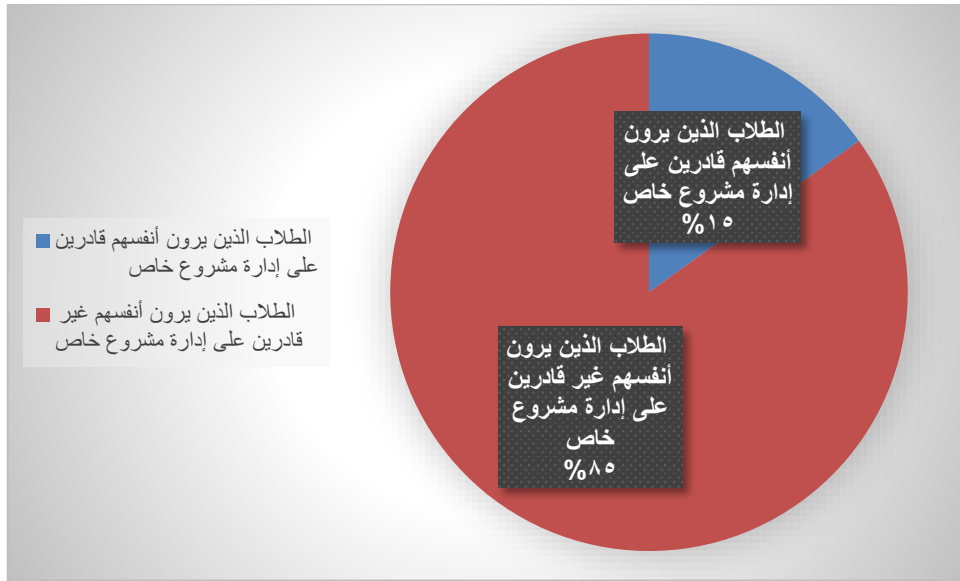 الطلاب الذين يرون
أنفسهم قادرين على
إدارة مشروع خاص
%١٥
الطلاب الذين يرون
أنفسهم غير قادرين
على إدارة مشروع
خاص
%٨٥
الطلاب الذين يرون أنفسهم قادرين
على إدارة مشروع خاص
الطلاب الذين يرون أنفسهم غير
قادرين على إدارة مشروع خاص